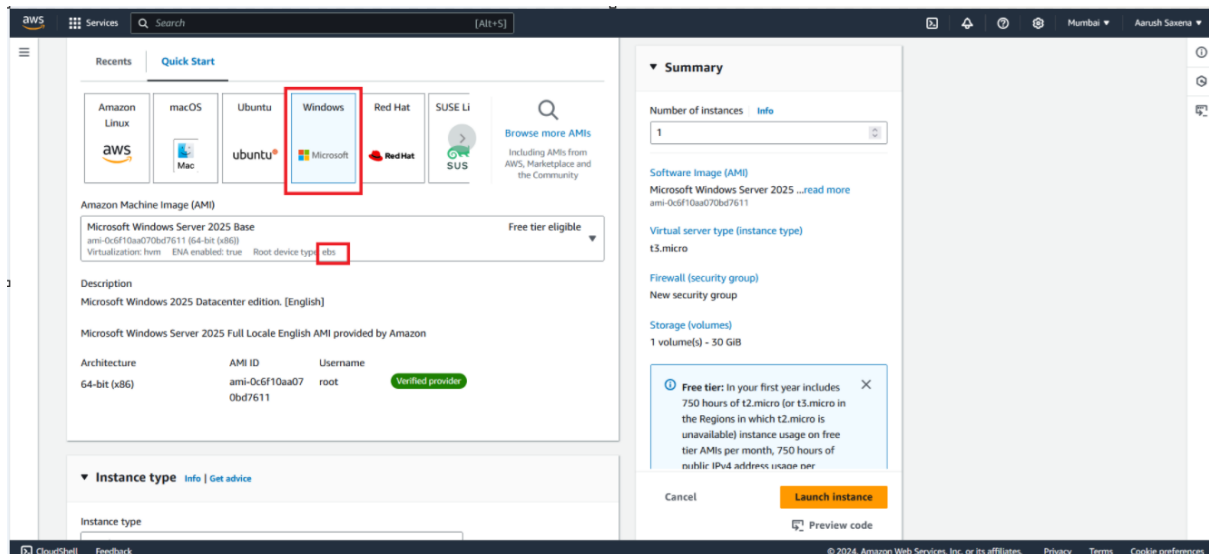 aws
Services
Search
[Alt+S]
Mumbai
Aarush Saxena
Recents
Quick Start
Amazon
Linux
aws
macOS
Mac
Ubuntu
ubuntu
Windows
Microsoft
Red Hat
Red Hat
SUSE Li
SUS
Browse more AMIs
Including AMIs from
AWS, Marketplace and
the Community
Amazon Machine Image (AMI)
Microsoft Windows Server 2025 Base
Free tier eligible
ami-0c6f10aa070bd7611 (64-bit (x86))
Virtualization: hvm ENA enabled: true Root device type: ebs
Description
Microsoft Windows 2025 Datacenter edition. [English]
Microsoft Windows Server 2025 Full Locale English AMI provided by Amazon
Architecture
AMI ID
Username
64-bit (x86)
ami-0c6f10aa07
0bd7611
root
Verified provider
Instance type Info | Get advice
Instance type
Summary
Number of instances Info
1
Software Image (AMI)
Microsoft Windows Server 2025 ...read more
ami-0c6f10aa070bd7611
Virtual server type (instance type)
t3.micro
Firewall (security group)
New security group
Storage (volumes)
1 volume(s) - 30 GiB
Free tier: In your first year includes
750 hours of t2.micro (or t3.micro in
the Regions in which t2.micro is
unavailable) instance usage on free
tier AMIs per month, 750 hours of
public IPv4 address usage per
Cancel
Launch instance
Preview code
CloudShell
Feedback
© 2024, Amazon Web Services, Inc. or its affiliates.
Privacy
Terms
Cookie preferences